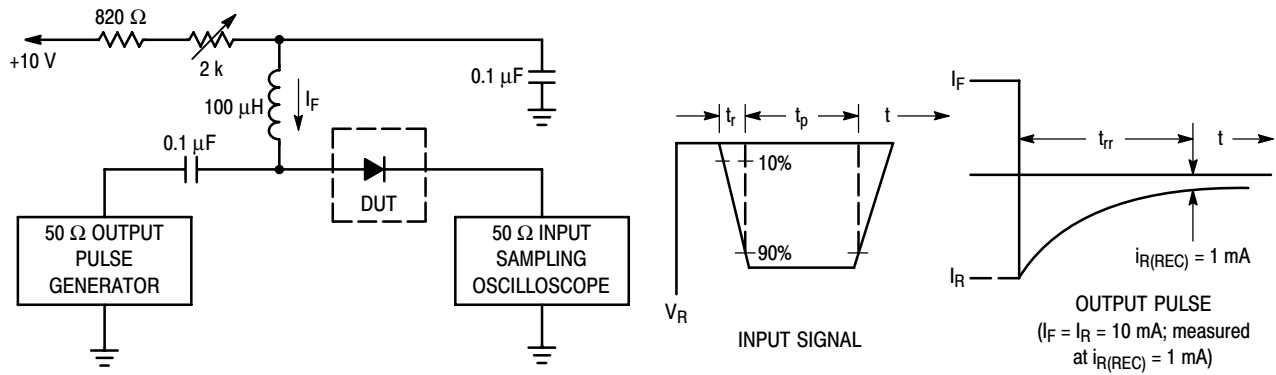 820 Ω
+10 V
2 k
100 μH
I_F
0.1 μF
0.1 μF
DUT
50 Ω OUTPUT
PULSE
GENERATOR
50 Ω INPUT
SAMPLING
OSCILLOSCOPE
t_r
t_p
t
10%
90%
V_R
INPUT SIGNAL
I_F
t_rr
t
I_R
i_R(REC) = 1 mA
OUTPUT PULSE
(I_F = I_R = 10 mA; measured
at i_R(REC) = 1 mA)